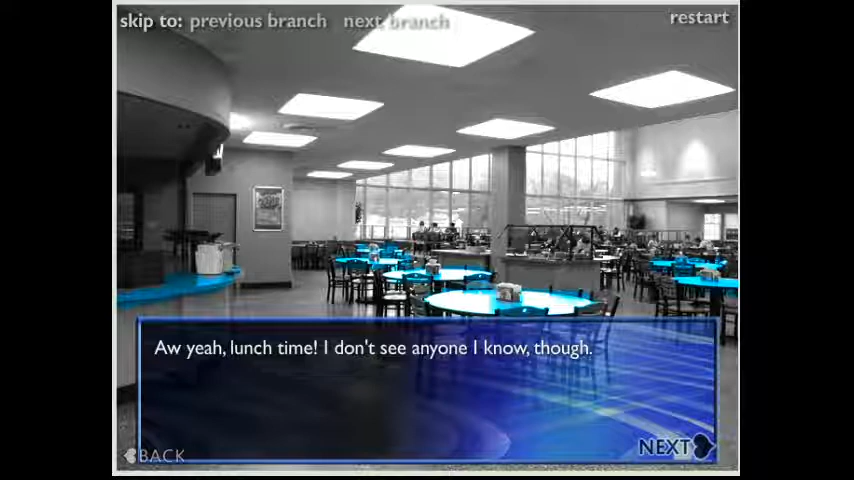 skip to: previous branch next branch restart
Aw yeah, lunch time! I don't see anyone I know, though.
BACK NEXT